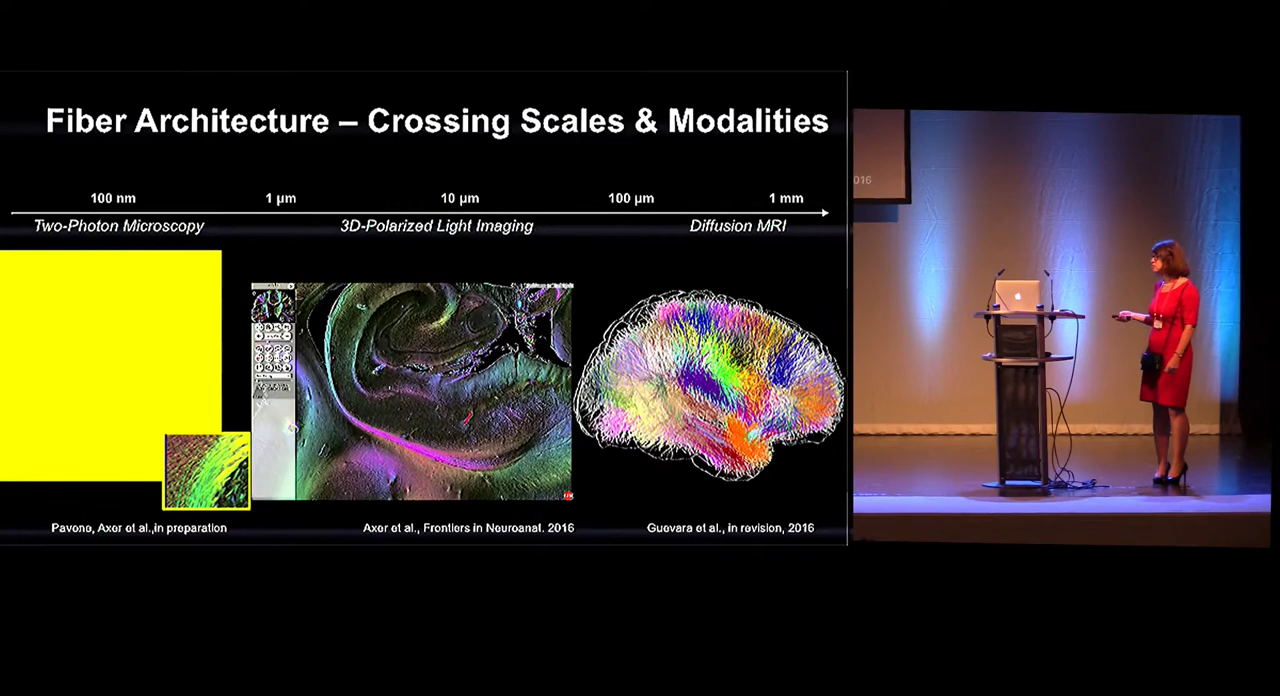 Fiber Architecture – Crossing Scales & Modalities
100 nm 1 µm 10 µm 100 µm 1 mm
Two-Photon Microscopy 3D-Polarized Light Imaging Diffusion MRI
Pavone, Axer et al.,in preparation Axer et al., Frontiers in Neuroanat. 2016 Guevara et al., in revision, 2016
016